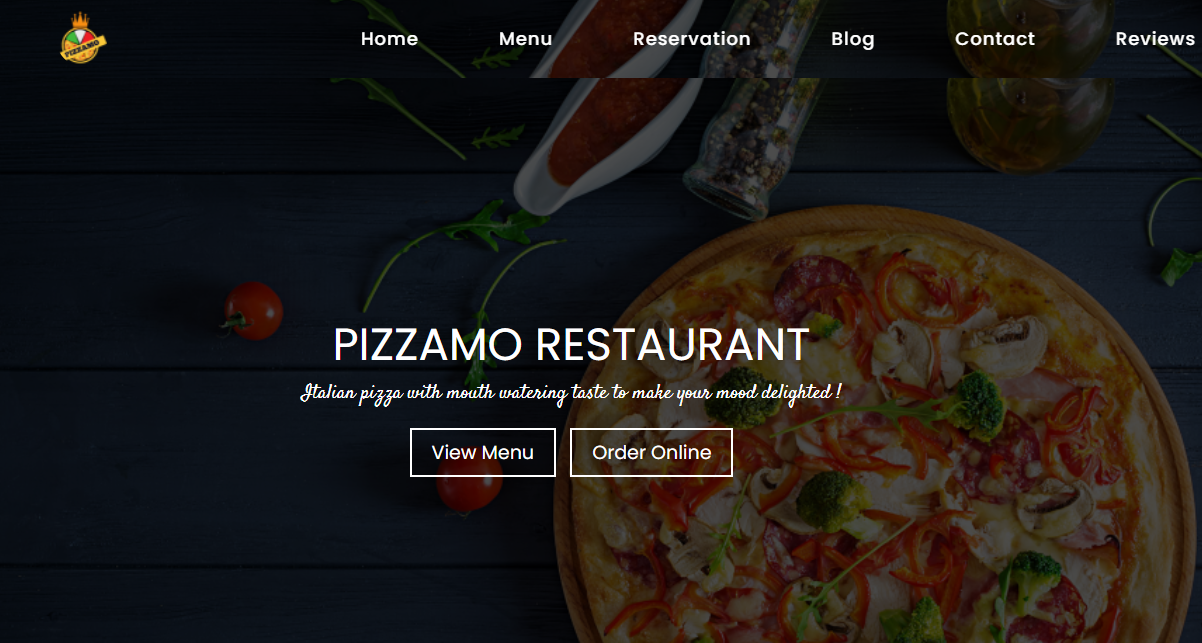 PIZZAMO
Home Menu Reservation Blog Contact Reviews
PIZZAMO RESTAURANT
Italian pizza with mouth watering taste to make your mood delighted !
View Menu Order Online